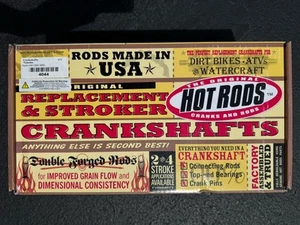 RODS MADE IN
USA
THE PERFECT REPLACEMENT CRANKSHAFTS FOR
DIRT BIKES • ATVs
& WATERCRAFT
4044
ORIGINAL
REPLACEMENT
& STROKER
CRANKSHAFTS
THE ORIGINAL
HOT RODS
TM
CRANKS AND RODS
ANYTHING ELSE IS SECOND BEST!
Double Forged Rods
for IMPROVED GRAIN FLOW and
DIMENSIONAL CONSISTENCY
2 & 4
STROKE
APPLICATIONS
AVAILABLE
EVERYTHING YOU NEED IN A
CRANKSHAFT
Connecting Rods
Top-end Bearings
Crank Pins
FACTORY
ASSEMBLED
& TRUED